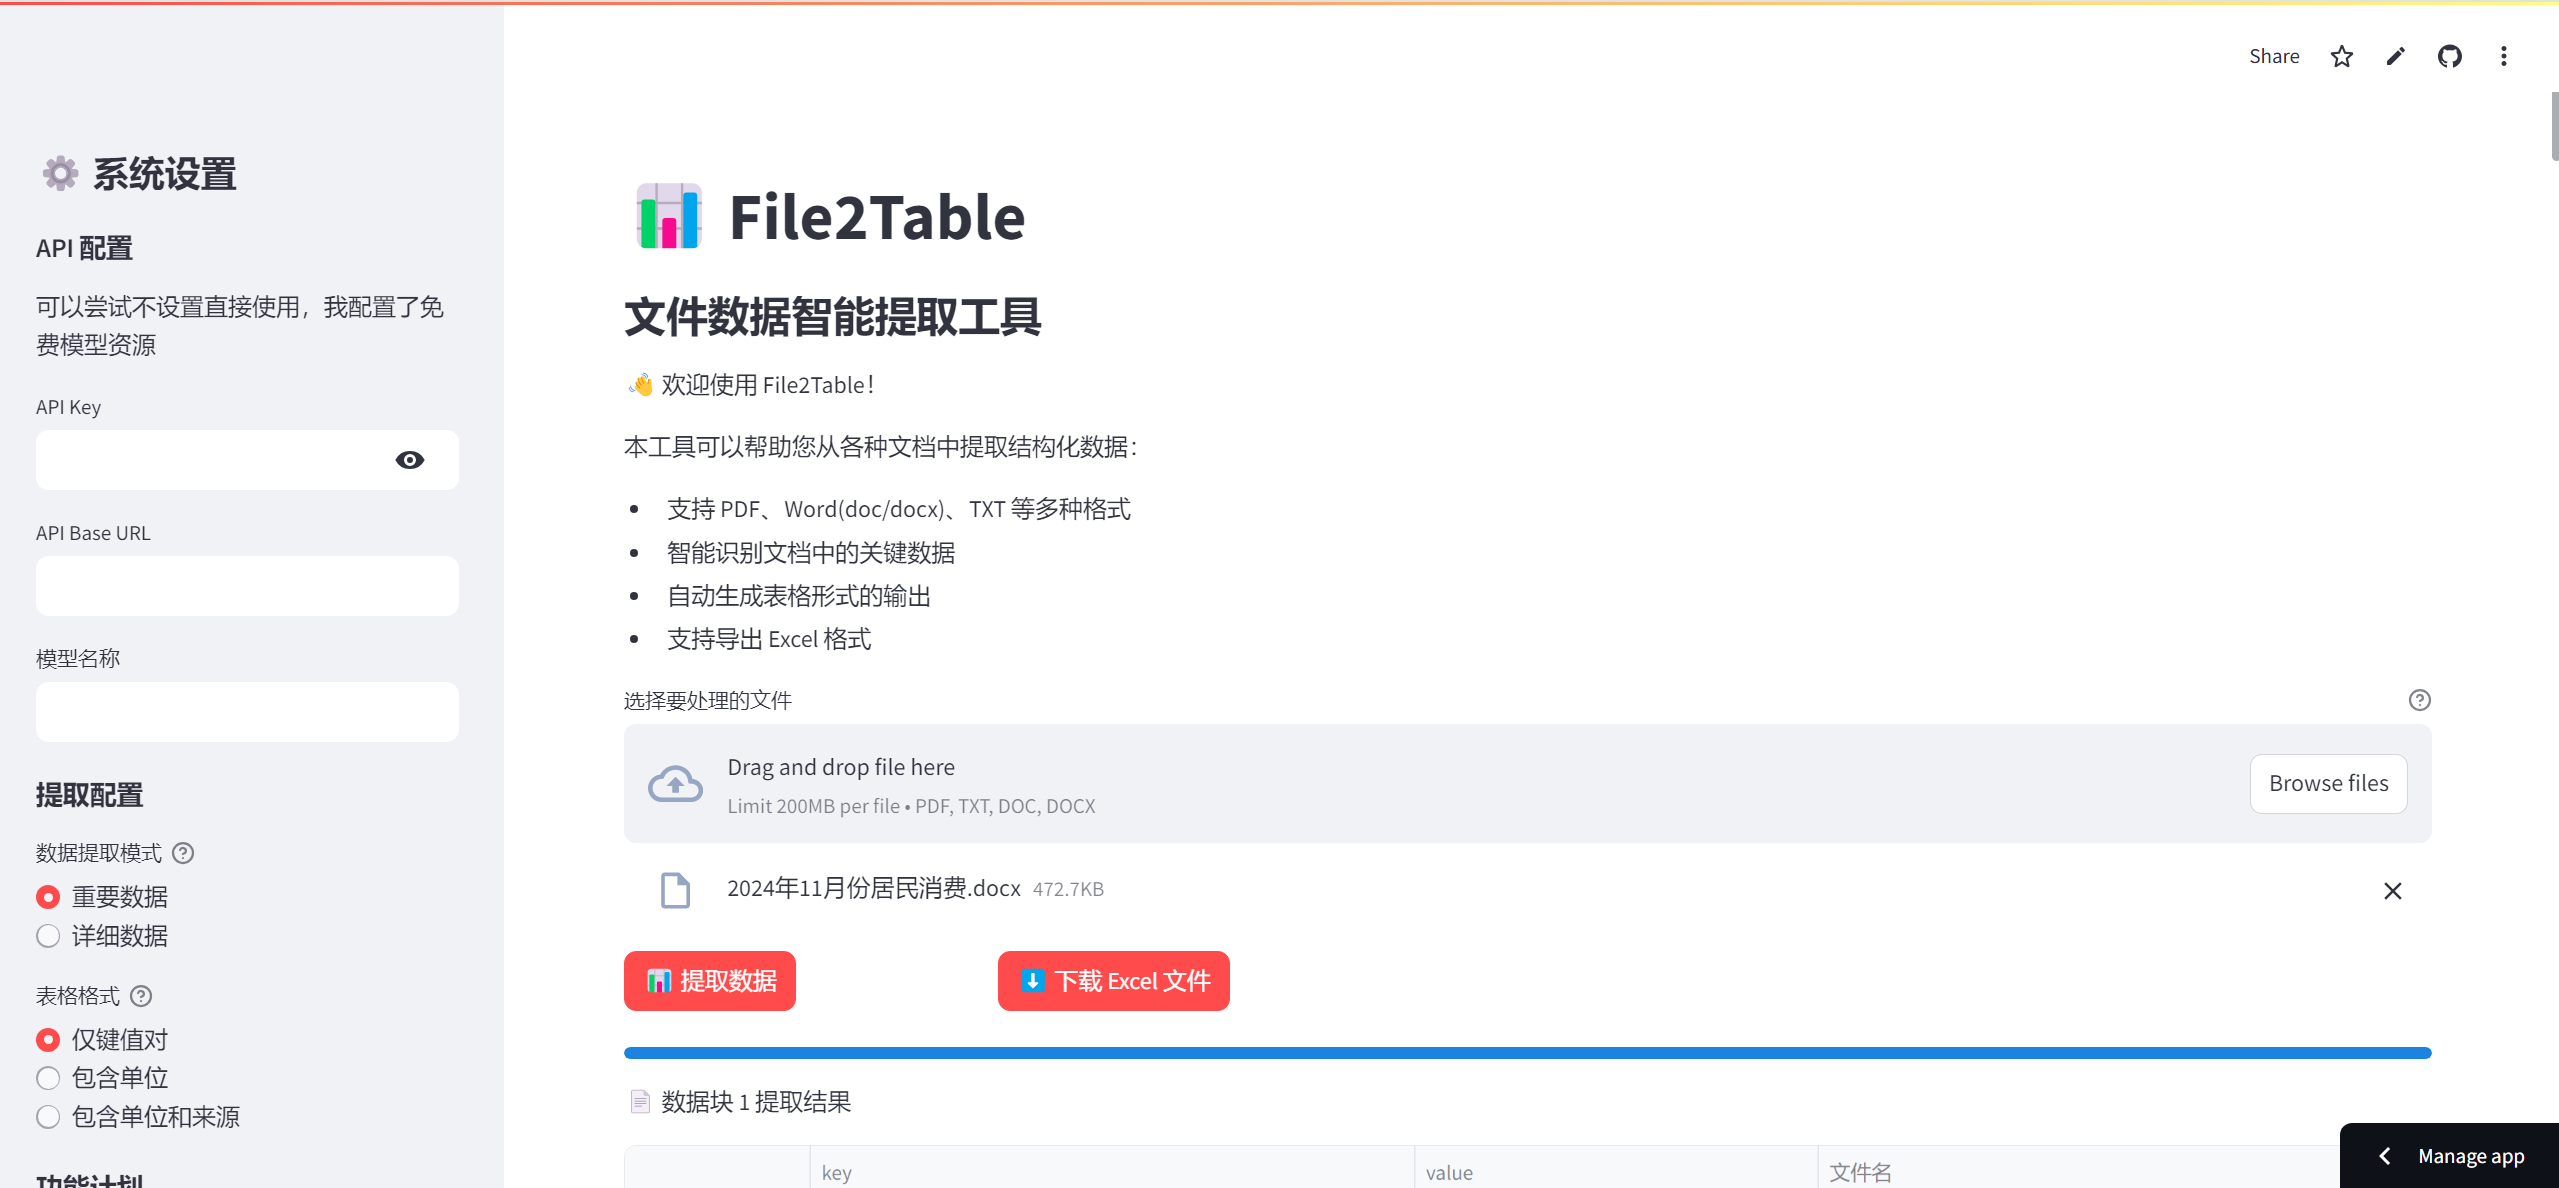 Share
系统设置
API 配置
可以尝试不设置直接使用，我配置了免
费模型资源
API Key
API Base URL
模型名称
提取配置
数据提取模式
重要数据
详细数据
表格格式
仅键值对
包含单位
包含单位和来源
功能计划
File2Table
文件数据智能提取工具
👋 欢迎使用 File2Table！
本工具可以帮助您从各种文档中提取结构化数据：
• 支持 PDF、Word(doc/docx)、TXT 等多种格式
• 智能识别文档中的关键数据
• 自动生成表格形式的输出
• 支持导出 Excel 格式
选择要处理的文件
Drag and drop file here
Limit 200MB per file • PDF, TXT, DOC, DOCX
Browse files
2024年11月份居民消费.docx 472.7KB
提取数据
下载 Excel 文件
数据块 1 提取结果
key value 文件名
Manage app